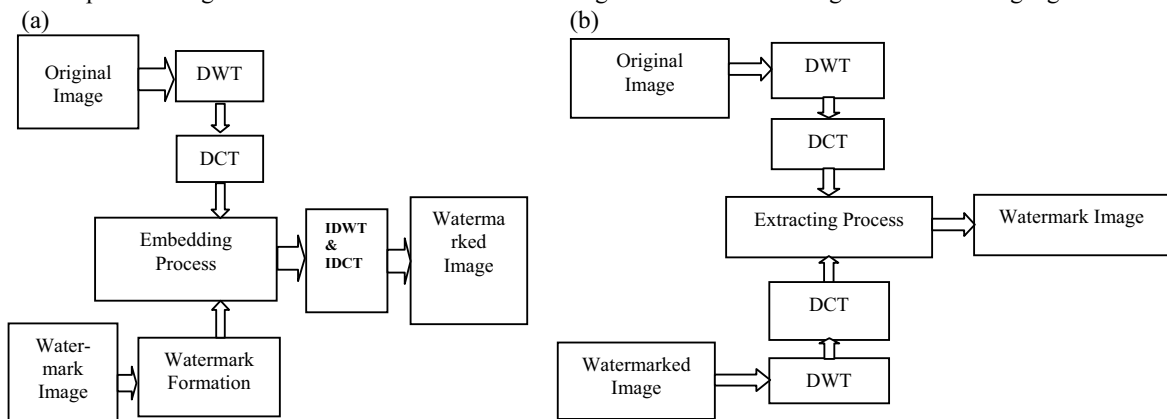 (a)
Original
Image
DWT
DCT
Embedding
Process
IDWT
&
IDCT
Waterma
rked
Image
Water-
mark
Image
Watermark
Formation
(b)
Original
Image
DWT
DCT
Extracting Process
Watermark Image
DCT
Watermarked
Image
DWT